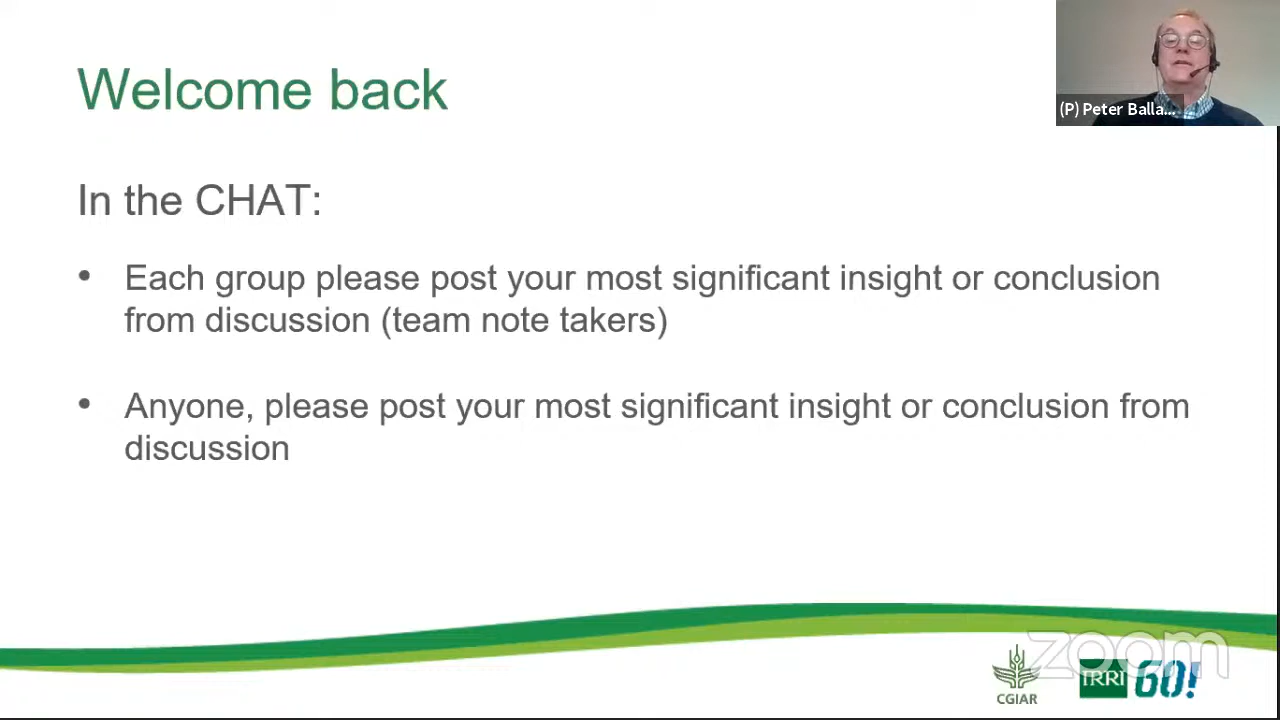 Welcome back
(P) Peter Balla...
In the CHAT:
• Each group please post your most significant insight or conclusion
from discussion (team note takers)
• Anyone, please post your most significant insight or conclusion from
discussion
zoom
CGIAR
IRRI 60!